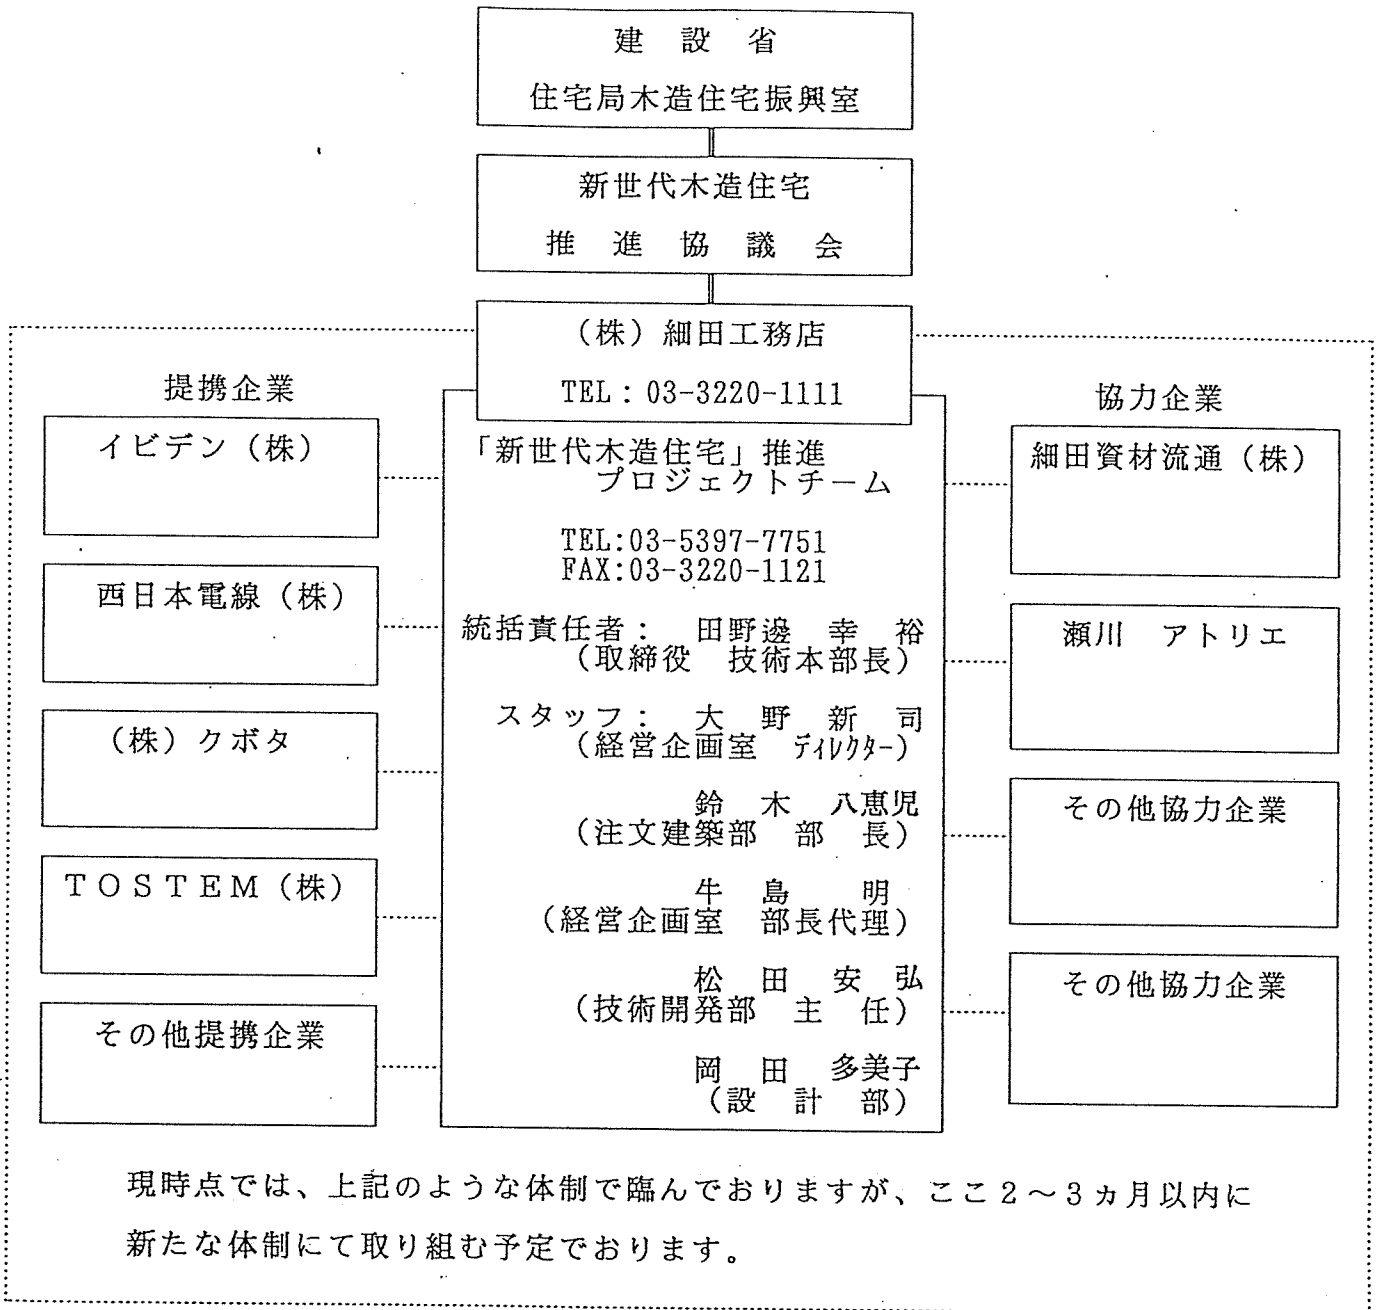 建　設　省
住宅局木造住宅振興室
新世代木造住宅
推　進　協　議　会
（株）細田工務店
TEL：03-3220-1111
提携企業
イビデン（株）
西日本電線（株）
（株）クボタ
ＴＯＳＴＥＭ（株）
その他提携企業
「新世代木造住宅」推進
プロジェクトチーム
TEL:03-5397-7751
FAX:03-3220-1121
統括責任者：　田野邊　幸　裕
（取締役　技術本部長）
スタッフ：　大　野　新　司
（経営企画室　ﾃﾞｨﾚｸﾀｰ）
鈴　木　八恵児
（注文建築部　部　長）
牛　島　　明
（経営企画室　部長代理）
松　田　安　弘
（技術開発部　主　任）
岡　田　多美子
（設　計　部）
協力企業
細田資材流通（株）
瀬川　アトリエ
その他協力企業
その他協力企業
現時点では、上記のような体制で臨んでおりますが、ここ２～３ヵ月以内に
新たな体制にて取り組む予定でおります。